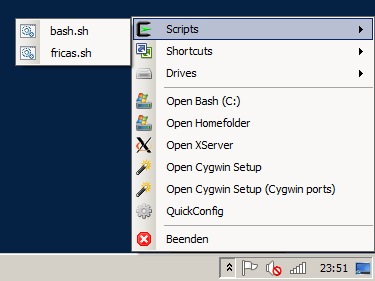 bash.sh
fricas.sh
Scripts
Shortcuts
Drives
Open Bash (C:)
Open Homefolder
Open XServer
Open Cygwin Setup
Open Cygwin Setup (Cygwin ports)
QuickConfig
Beenden
23:51